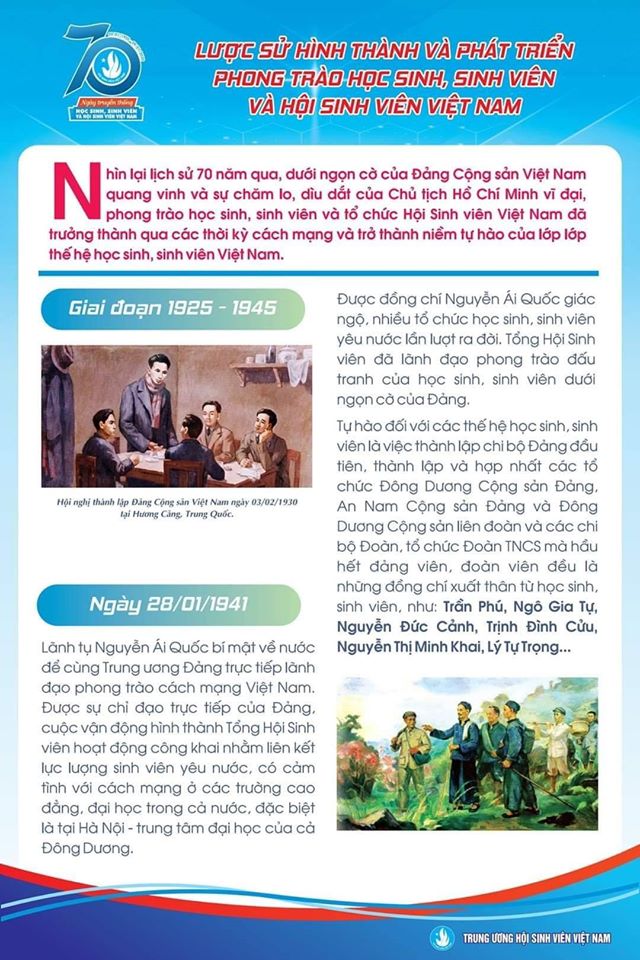 70
Ngày truyền thống
HỌC SINH, SINH VIÊN
VÀ HỘI SINH VIÊN VIỆT NAM
LƯỢC SỬ HÌNH THÀNH VÀ PHÁT TRIỂN
PHONG TRÀO HỌC SINH, SINH VIÊN
VÀ HỘI SINH VIÊN VIỆT NAM
Nhìn lại lịch sử 70 năm qua, dưới ngọn cờ của Đảng Cộng sản Việt Nam
quang vinh và sự chăm lo, dìu dắt của Chủ tịch Hồ Chí Minh vĩ đại,
phong trào học sinh, sinh viên và tổ chức Hội Sinh viên Việt Nam đã
trưởng thành qua các thời kỳ cách mạng và trở thành niềm tự hào của lớp lớp
thế hệ học sinh, sinh viên Việt Nam.
Giai đoạn 1925 - 1945
Hội nghị thành lập Đảng Cộng sản Việt Nam ngày 03/02/1930
tại Hương Cảng, Trung Quốc.
Ngày 28/01/1941
Lãnh tụ Nguyễn Ái Quốc bí mật về nước
để cùng Trung ương Đảng trực tiếp lãnh
đạo phong trào cách mạng Việt Nam.
Được sự chỉ đạo trực tiếp của Đảng,
cuộc vận động hình thành Tổng Hội Sinh
viên hoạt động công khai nhằm liên kết
lực lượng sinh viên yêu nước, có cảm
tình với cách mạng ở các trường cao
đẳng, đại học trong cả nước, đặc biệt
là tại Hà Nội - trung tâm đại học của cả
Đông Dương.
Được đồng chí Nguyễn Ái Quốc giác
ngộ, nhiều tổ chức học sinh, sinh viên
yêu nước lần lượt ra đời. Tổng Hội Sinh
viên đã lãnh đạo phong trào đấu
tranh của học sinh, sinh viên dưới
ngọn cờ của Đảng.
Tự hào đối với các thế hệ học sinh, sinh
viên là việc thành lập chi bộ Đảng đầu
tiên, thành lập và hợp nhất các tổ
chức Đông Dương Cộng sản Đảng,
An Nam Cộng sản Đảng và Đông
Dương Cộng sản liên đoàn và các chi
bộ Đoàn, tổ chức Đoàn TNCS mà hầu
hết đảng viên, đoàn viên đều là
những đồng chí xuất thân từ học sinh,
sinh viên, như: Trần Phú, Ngô Gia Tự,
Nguyễn Đức Cảnh, Trịnh Đình Cửu,
Nguyễn Thị Minh Khai, Lý Tự Trọng...
TRUNG ƯƠNG HỘI SINH VIÊN VIỆT NAM